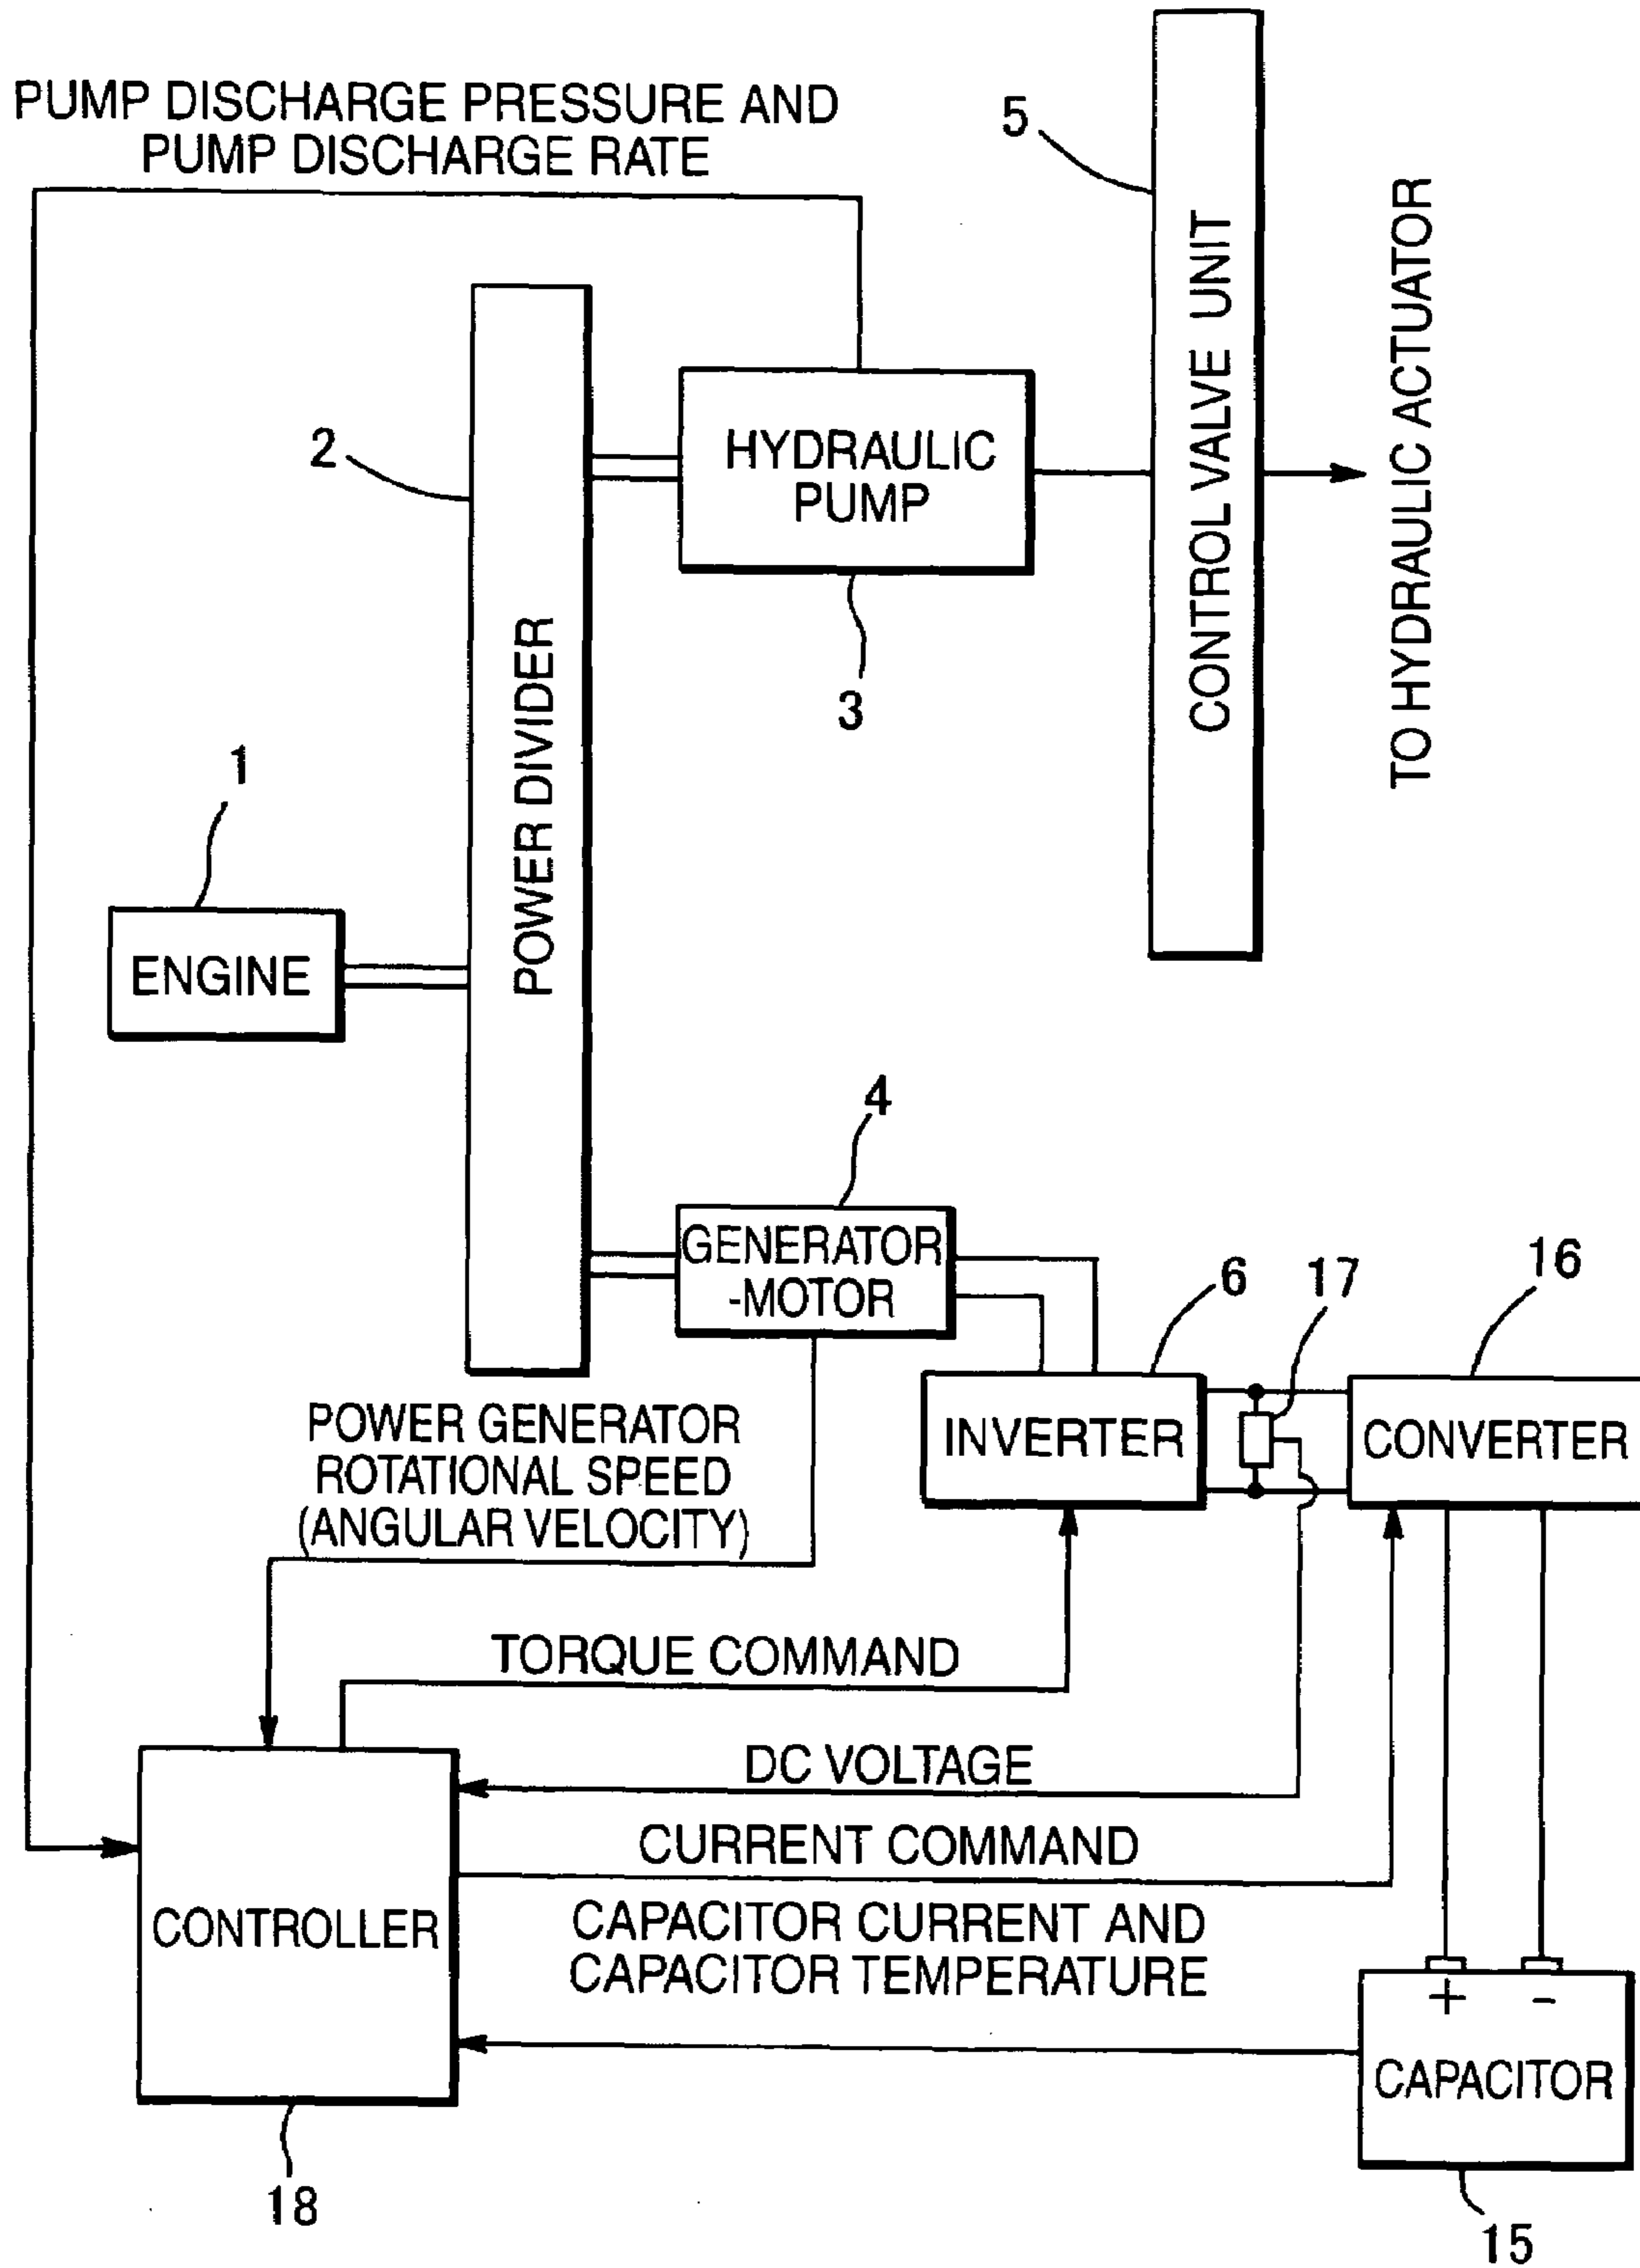 PUMP DISCHARGE PRESSURE AND
PUMP DISCHARGE RATE
5
CONTROL VALVE UNIT
TO HYDRAULIC ACTUATOR
2
HYDRAULIC
PUMP
3
POWER DIVIDER
1
ENGINE
4
GENERATOR
-MOTOR
6
17
16
INVERTER
CONVERTER
POWER GENERATOR
ROTATIONAL SPEED
(ANGULAR VELOCITY)
TORQUE COMMAND
DC VOLTAGE
CURRENT COMMAND
CONTROLLER
CAPACITOR CURRENT AND
CAPACITOR TEMPERATURE
+ -
CAPACITOR
18
15